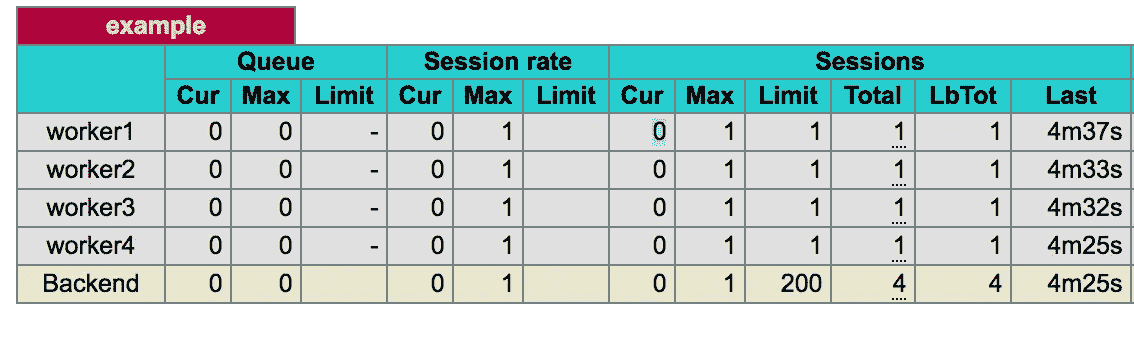 example
Queue Session rate Sessions
Cur Max Limit Cur Max Limit Cur Max Limit Total LbTot Last
worker1 0 0 - 0 1 0 1 1 1 1 4m37s
worker2 0 0 - 0 1 0 1 1 1 1 4m33s
worker3 0 0 - 0 1 0 1 1 1 1 4m32s
worker4 0 0 - 0 1 0 1 1 1 1 4m25s
Backend 0 0 0 1 0 1 200 4 4 4m25s